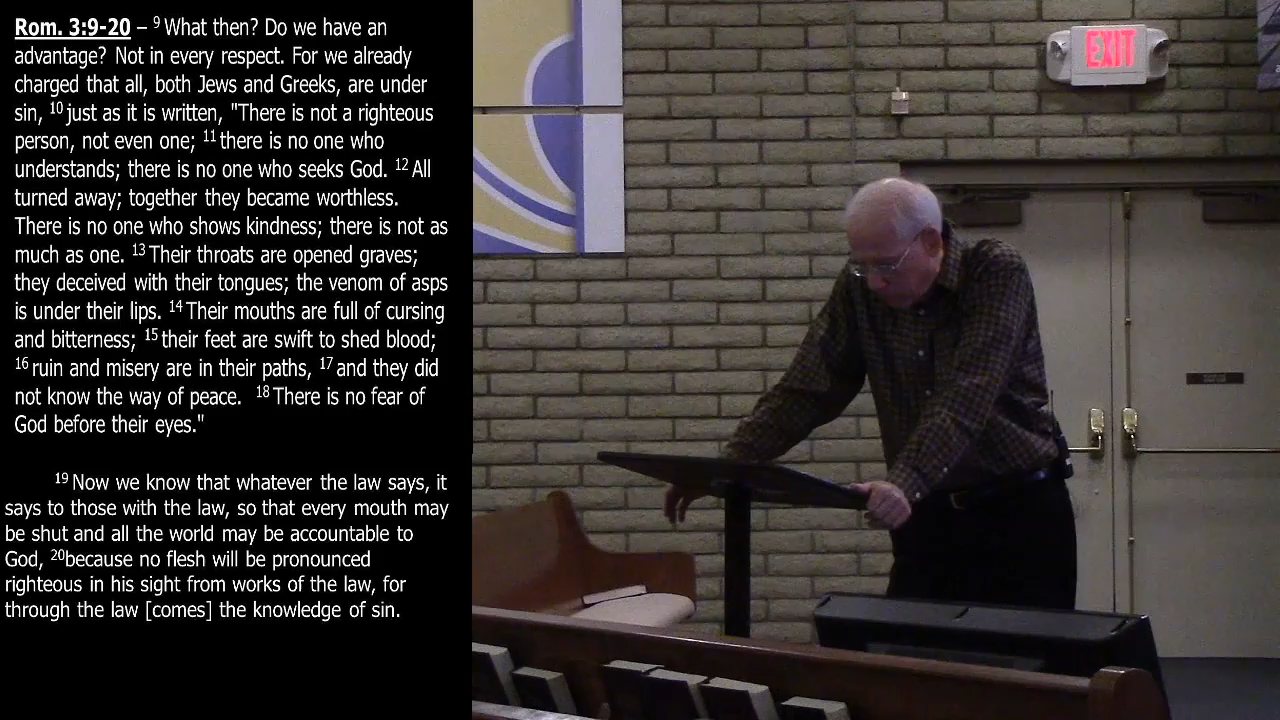 Rom. 3:9-20 – 9 What then? Do we have an
advantage? Not in every respect. For we already
charged that all, both Jews and Greeks, are under
sin, 10 just as it is written, "There is not a righteous
person, not even one; 11 there is no one who
understands; there is no one who seeks God. 12 All
turned away; together they became worthless.
There is no one who shows kindness; there is not as
much as one. 13 Their throats are opened graves;
they deceived with their tongues; the venom of asps
is under their lips. 14 Their mouths are full of cursing
and bitterness; 15 their feet are swift to shed blood;
16 ruin and misery are in their paths, 17 and they did
not know the way of peace. 18 There is no fear of
God before their eyes."
19 Now we know that whatever the law says, it
says to those with the law, so that every mouth may
be shut and all the world may be accountable to
God, 20 because no flesh will be pronounced
righteous in his sight from works of the law, for
through the law [comes] the knowledge of sin.
EXIT